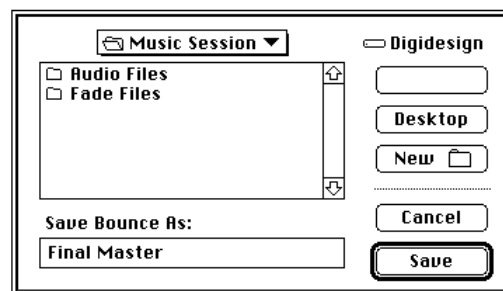 Music Session
Digidesign
Audio Files
Fade Files
Desktop
New
Save Bounce As:
Final Master
Cancel
Save